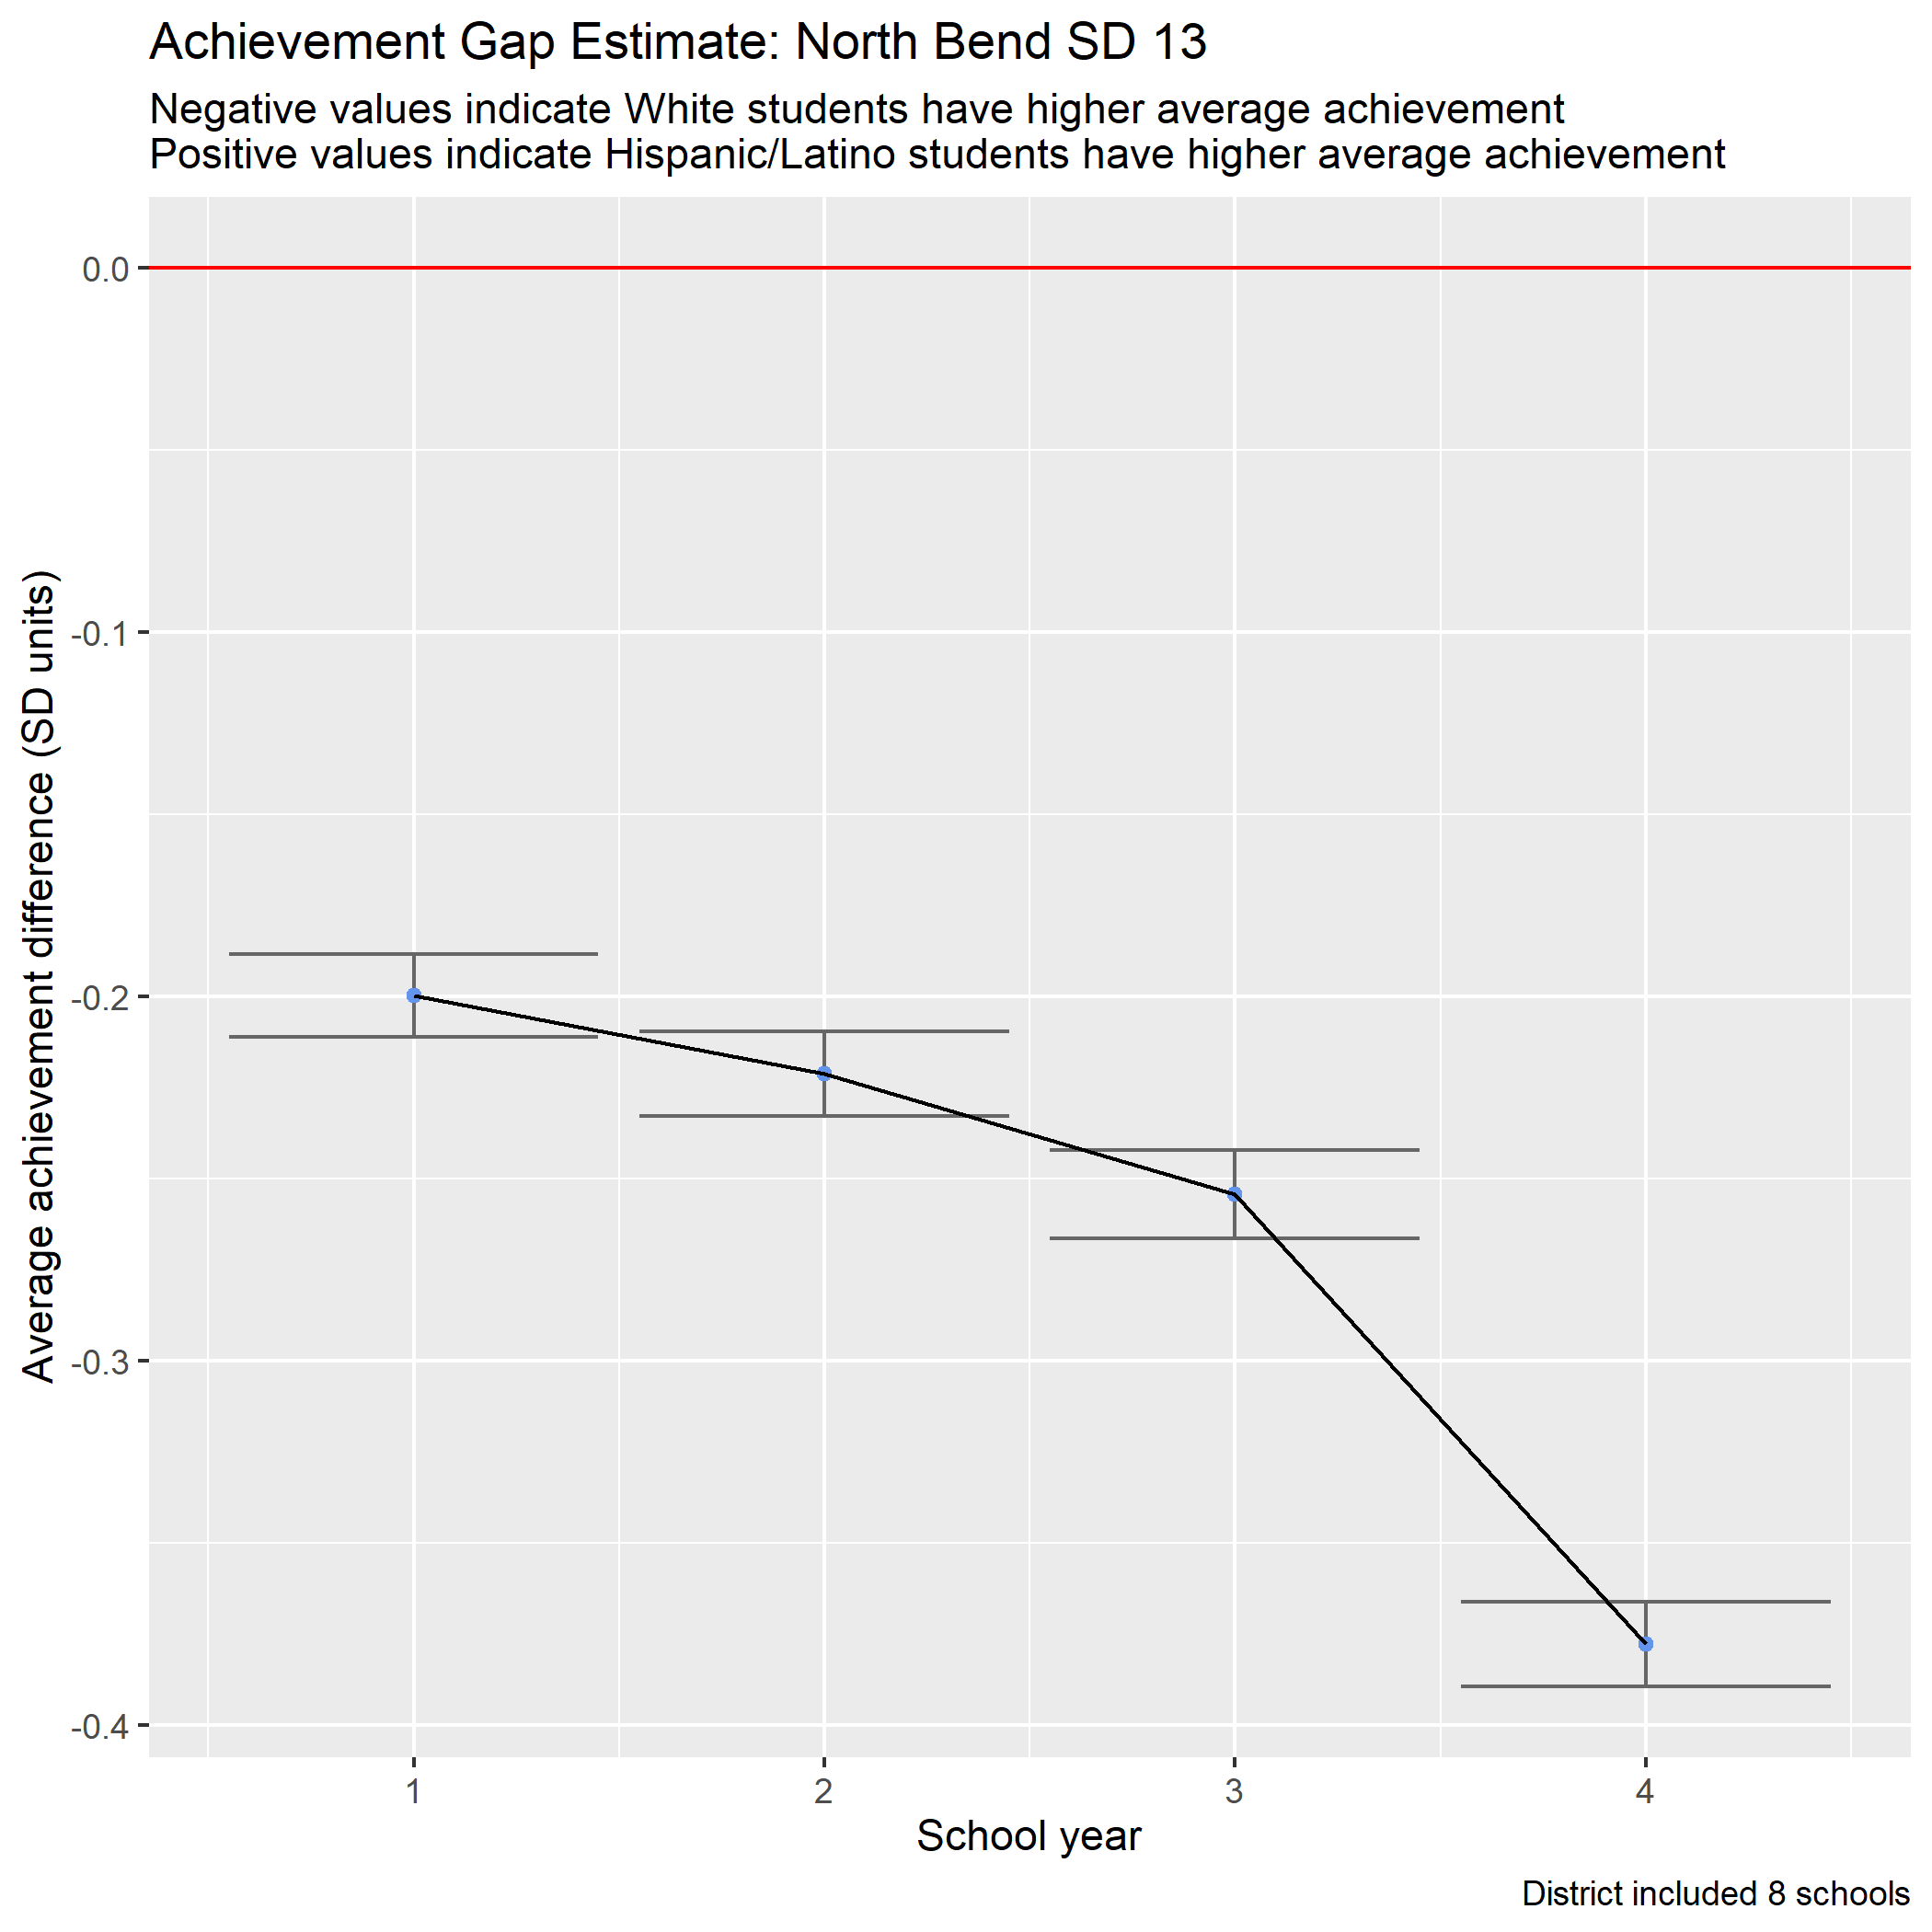 Achievement Gap Estimate: North Bend SD 13
Negative values indicate White students have higher average achievement
Positive values indicate Hispanic/Latino students have higher average achievement
Average achievement difference (SD units)
0.0
-0.1
-0.2
-0.3
-0.4
1 2 3 4
School year
District included 8 schools